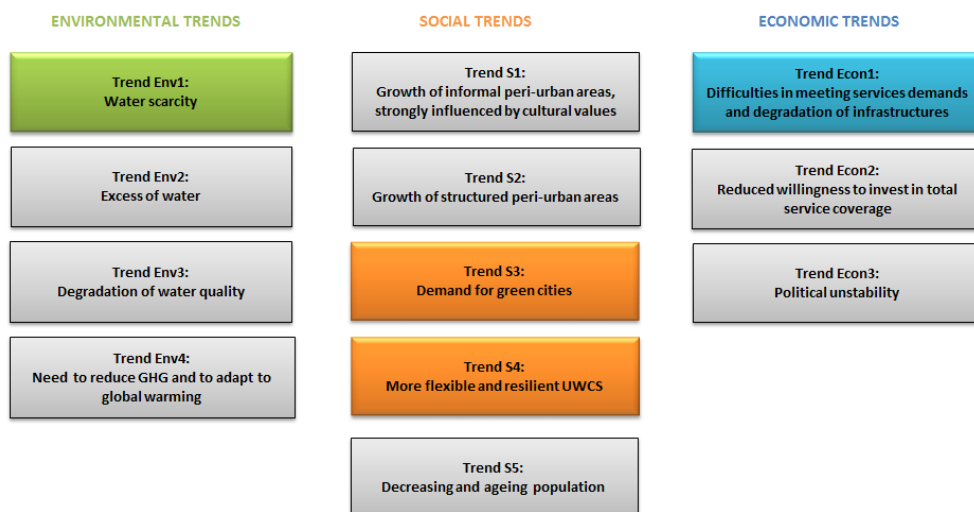 ENVIRONMENTAL TRENDS
Trend Env1:
Water scarcity
Trend Env2:
Excess of water
Trend Env3:
Degradation of water quality
Trend Env4:
Need to reduce GHG and to adapt to
global warming
SOCIAL TRENDS
Trend S1:
Growth of informal peri-urban areas,
strongly influenced by cultural values
Trend S2:
Growth of structured peri-urban areas
Trend S3:
Demand for green cities
Trend S4:
More flexible and resilient UWCS
Trend S5:
Decreasing and ageing population
ECONOMIC TRENDS
Trend Econ1:
Difficulties in meeting services demands
and degradation of infrastructures
Trend Econ2:
Reduced willingness to invest in total
service coverage
Trend Econ3:
Political unstability